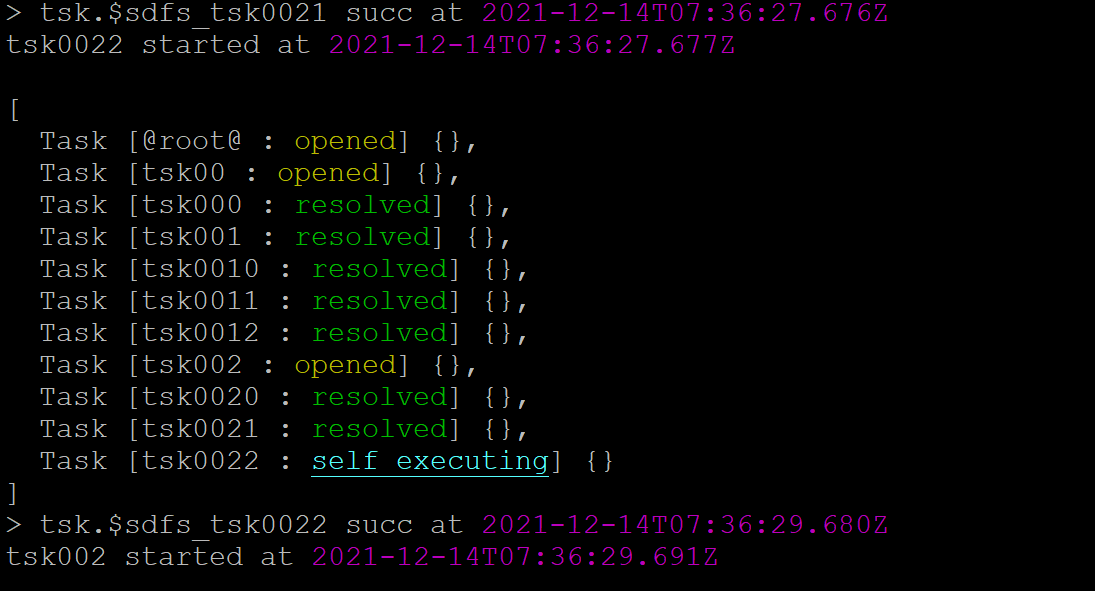 > tsk.$sdfs_tsk0021 succ at 2021-12-14T07:36:27.676Z
tsk0022 started at 2021-12-14T07:36:27.677Z
[
Task [@root@ : opened] {},
Task [tsk00 : opened] {},
Task [tsk000 : resolved] {},
Task [tsk001 : resolved] {},
Task [tsk0010 : resolved] {},
Task [tsk0011 : resolved] {},
Task [tsk0012 : resolved] {},
Task [tsk002 : opened] {},
Task [tsk0020 : resolved] {},
Task [tsk0021 : resolved] {},
Task [tsk0022 : self executing] {}
]
> tsk.$sdfs_tsk0022 succ at 2021-12-14T07:36:29.680Z
tsk002 started at 2021-12-14T07:36:29.691Z